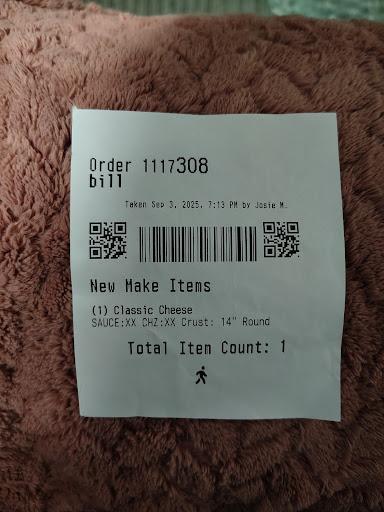 Order 1117308
bill
Taken Sep 3, 2025, 7:13 PM by Josie M.
New Make Items
(1) Classic Cheese
SAUCE:XX CHZ:XX Crust: 14" Round
Total Item Count: 1